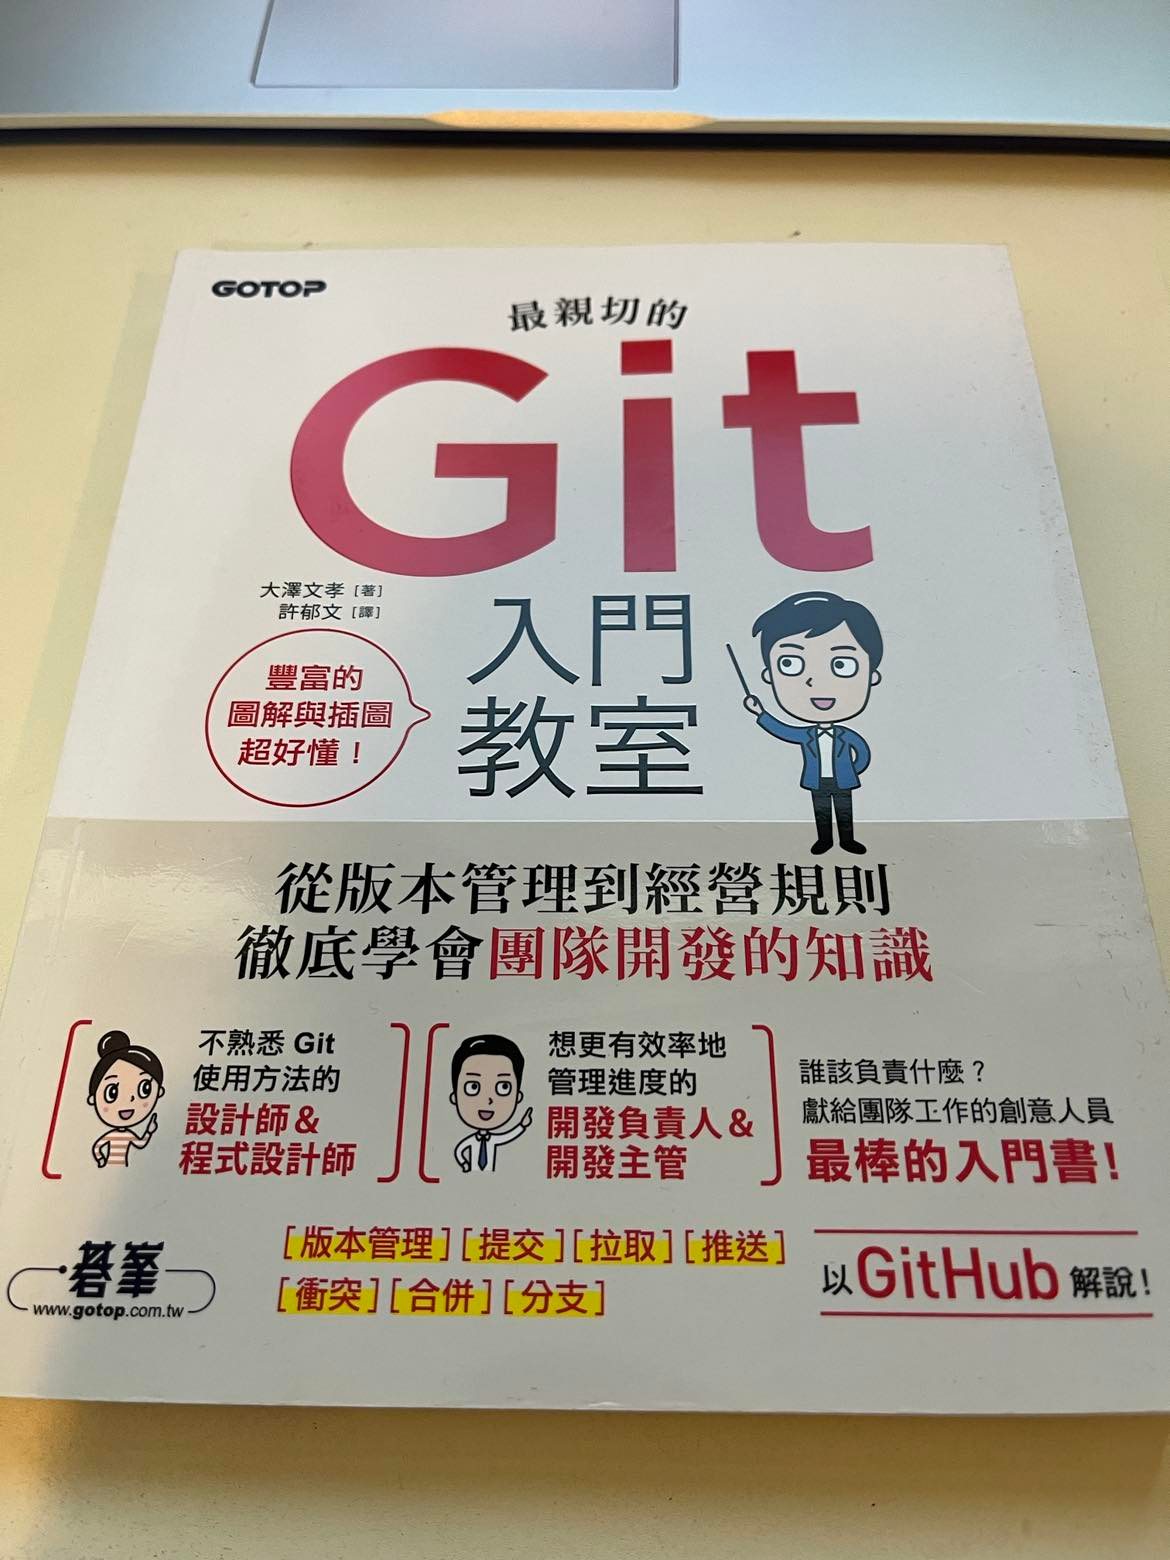 GOTOP
最親切的
Git
入門
教室
大澤文孝 [著]
許郁文 [譯]
豐富的
圖解與插圖
超好懂！
從版本管理到經營規則
徹底學會團隊開發的知識
不熟悉 Git
使用方法的
設計師＆
程式設計師
想更有效率地
管理進度的
開發負責人＆
開發主管
誰該負責什麼？
獻給團隊工作的創意人員
最棒的入門書！
[版本管理][提交][拉取][推送]
[衝突][合併][分支]
以GitHub解說！
碁峯
www.gotop.com.tw